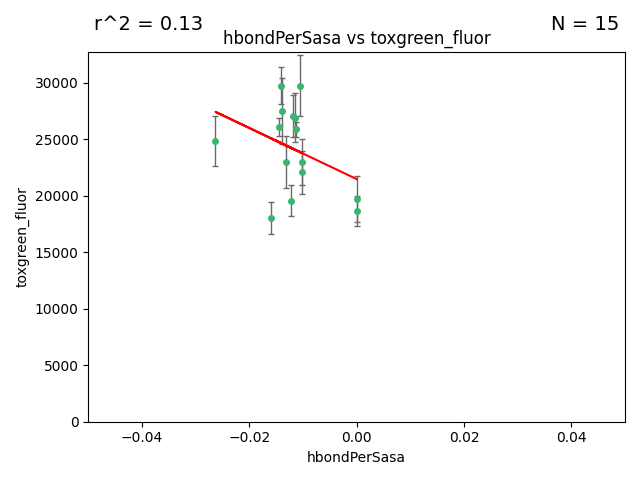 r^2 = 0.13
N = 15
hbondPerSasa vs toxgreen_fluor
30000
25000
20000
15000
10000
5000
0
toxgreen_fluor
−0.04
−0.02
0.00
0.02
0.04
hbondPerSasa